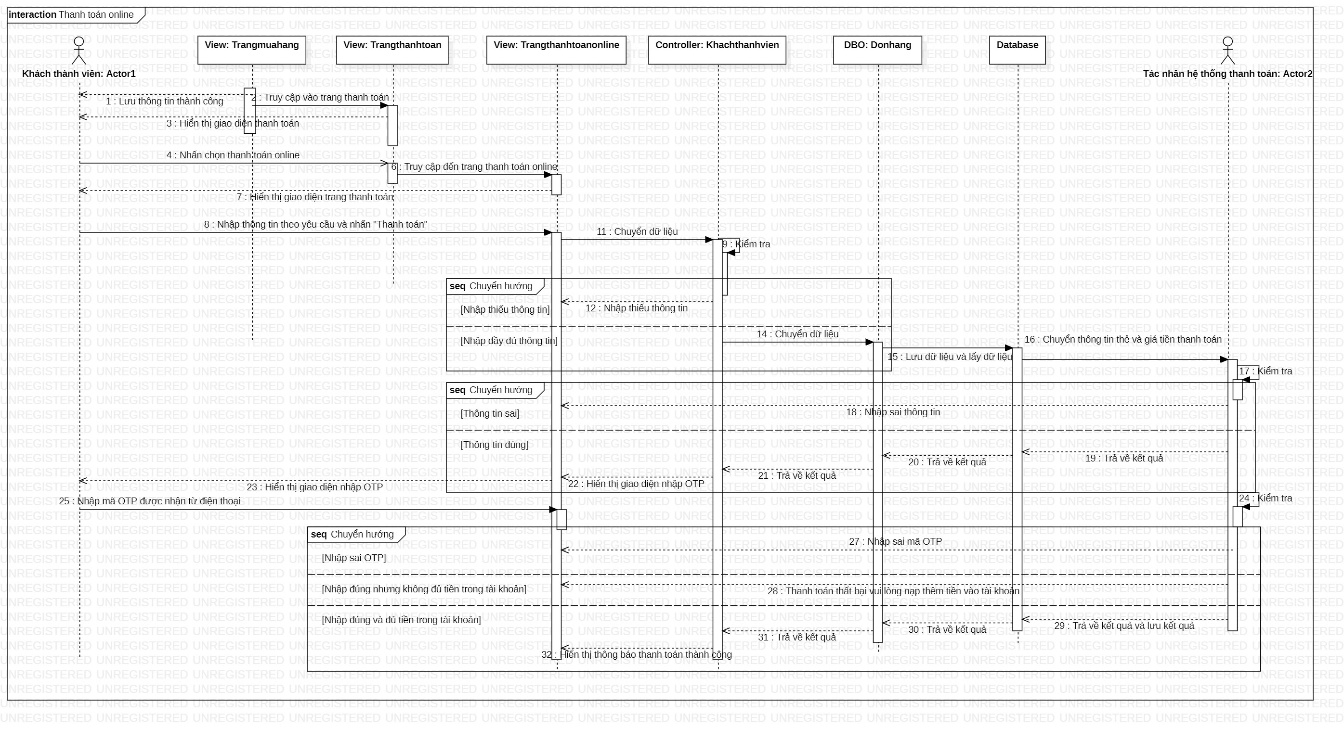 interaction Thanh toán online
View: Trangmuahang
View: Trangthanhtoan
View: Trangthanhtoanonline
Controller: Khachthanhvien
DBO: Donhang
Database
Khách thành viên: Actor1
Tác nhân hệ thống thanh toán: Actor2
1 : Lưu thông tin thành công
2 : Truy cập vào trang thanh toán
3 : Hiển thị giao diện thanh toán
4 : Nhấn chọn thanh toán online
6 : Truy cập đến trang thanh toán online
7 : Hiển thị giao diện trang thanh toán
8 : Nhập thông tin theo yêu cầu và nhấn "Thanh toán"
11 : Chuyển dữ liệu
9 : Kiểm tra
seq Chuyển hướng
[Nhập thiếu thông tin]
12 : Nhập thiếu thông tin
[Nhập đầy đủ thông tin]
14 : Chuyển dữ liệu
15 : Lưu dữ liệu và lấy dữ liệu
16 : Chuyển thông tin thẻ và giá tiền thanh toán
17 : Kiểm tra
seq Chuyển hướng
[Thông tin sai]
18 : Nhập sai thông tin
[Thông tin đúng]
19 : Trả về kết quả
20 : Trả về kết quả
21 : Trả về kết quả
22 : Hiển thị giao diện nhập OTP
23 : Hiển thị giao diện nhập OTP
24 : Kiểm tra
25 : Nhập mã OTP được nhận từ điện thoại
seq Chuyển hướng
27 : Nhập sai mã OTP
[Nhập sai OTP]
[Nhập đúng nhưng không đủ tiền trong tài khoản]
28 : Thanh toán thất bại vui lòng nạp thêm tiền vào tài khoản
[Nhập đúng và đủ tiền trong tài khoản]
29 : Trả về kết quả và lưu kết quả
30 : Trả về kết quả
31 : Trả về kết quả
32 : Hiển thị thông báo thanh toán thành công